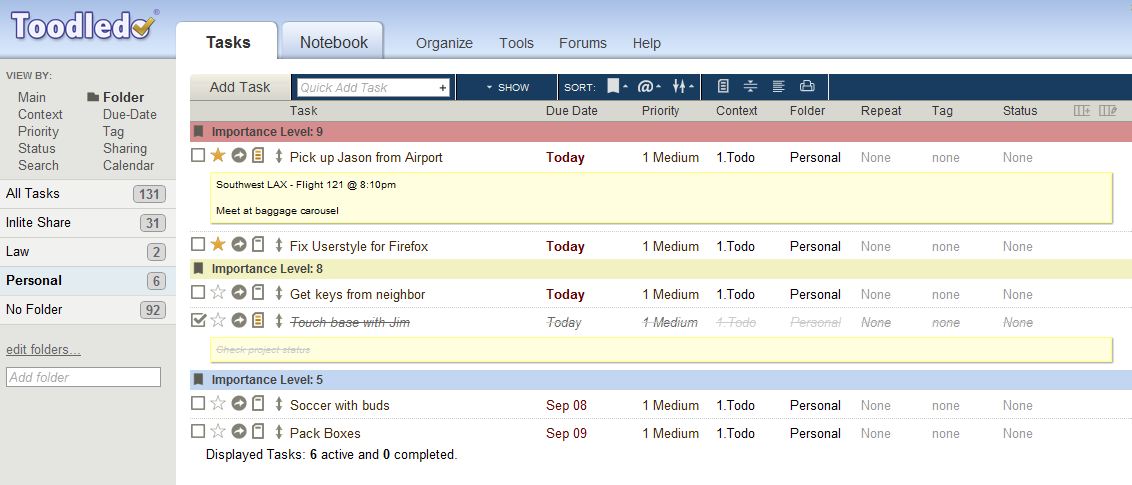 Toodledo®
Tasks Notebook Organize Tools Forums Help
VIEW BY:
Main Folder
Context Due-Date
Priority Tag
Status Sharing
Search Calendar
All Tasks 131
Inlite Share 31
Law 2
Personal 6
No Folder 92
edit folders...
Add folder
Add Task Quick Add Task + SHOW SORT: @
Task Due Date Priority Context Folder Repeat Tag Status
Importance Level: 9
Pick up Jason from Airport Today 1 Medium 1.Todo Personal None none None
Southwest LAX - Flight 121 @ 8:10pm
Meet at baggage carousel
Fix Userstyle for Firefox Today 1 Medium 1.Todo Personal None none None
Importance Level: 8
Get keys from neighbor Today 1 Medium 1.Todo Personal None none None
Touch base with Jim Today 1 Medium 1.Todo Personal None none None
Check project status
Importance Level: 5
Soccer with buds Sep 08 1 Medium 1.Todo Personal None none None
Pack Boxes Sep 09 1 Medium 1.Todo Personal None none None
Displayed Tasks: 6 active and 0 completed.